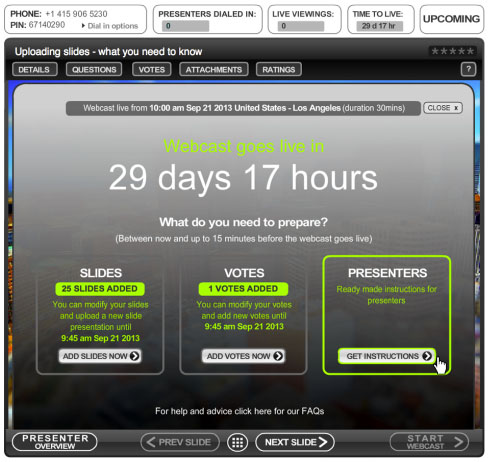 PHONE: +1 415 906 5230
PIN: 67140290 Dial in options
PRESENTERS DIALED IN:
0
LIVE VIEWINGS:
0
TIME TO LIVE:
29 d 17 hr
UPCOMING
Uploading slides - what you need to know
DETAILS QUESTIONS VOTES ATTACHMENTS RATINGS ?
Webcast live from 10:00 am Sep 21 2013 United States - Los Angeles (duration 30mins) CLOSE x
Webcast goes live in
29 days 17 hours
What do you need to prepare?
(Between now and up to 15 minutes before the webcast goes live)
SLIDES
25 SLIDES ADDED
You can modify your slides
and upload a new slide
presentation until
9:45 am Sep 21 2013
ADD SLIDES NOW
VOTES
1 VOTES ADDED
You can modify your votes
and add new votes until
9:45 am Sep 21 2013
ADD VOTES NOW
PRESENTERS
Ready made instructions for
presenters
GET INSTRUCTIONS
For help and advice click here for our FAQs
PRESENTER
OVERVIEW
PREV SLIDE
NEXT SLIDE
START
WEBCAST